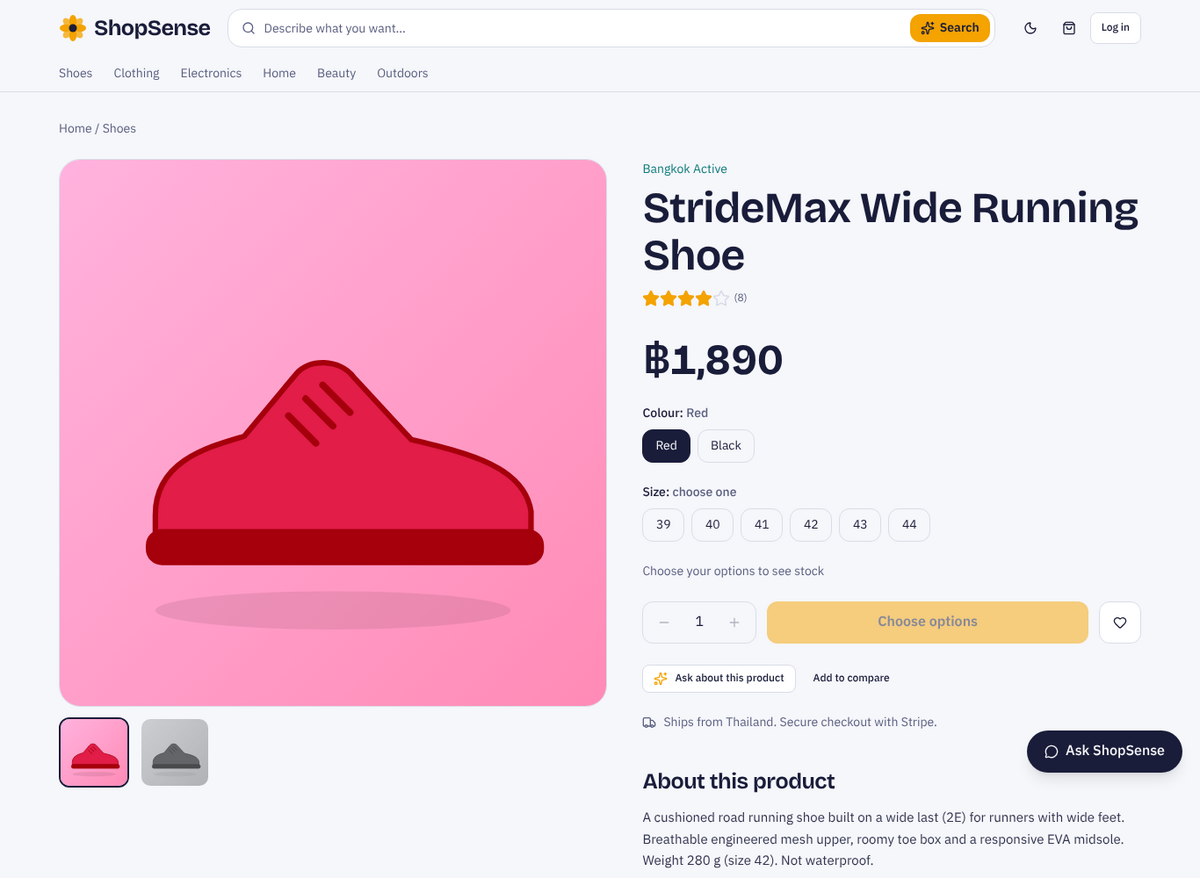 ShopSense
Describe what you want...
Search
Log in
Shoes
Clothing
Electronics
Home
Beauty
Outdoors
Home / Shoes
Bangkok Active
StrideMax Wide Running
Shoe
(8)
฿1,890
Colour: Red
Red
Black
Size: choose one
39
40
41
42
43
44
Choose your options to see stock
1
Choose options
Ask about this product
Add to compare
Ships from Thailand. Secure checkout with Stripe.
Ask ShopSense
About this product
A cushioned road running shoe built on a wide last (2E) for runners with wide feet.
Breathable engineered mesh upper, roomy toe box and a responsive EVA midsole.
Weight 280 g (size 42). Not waterproof.